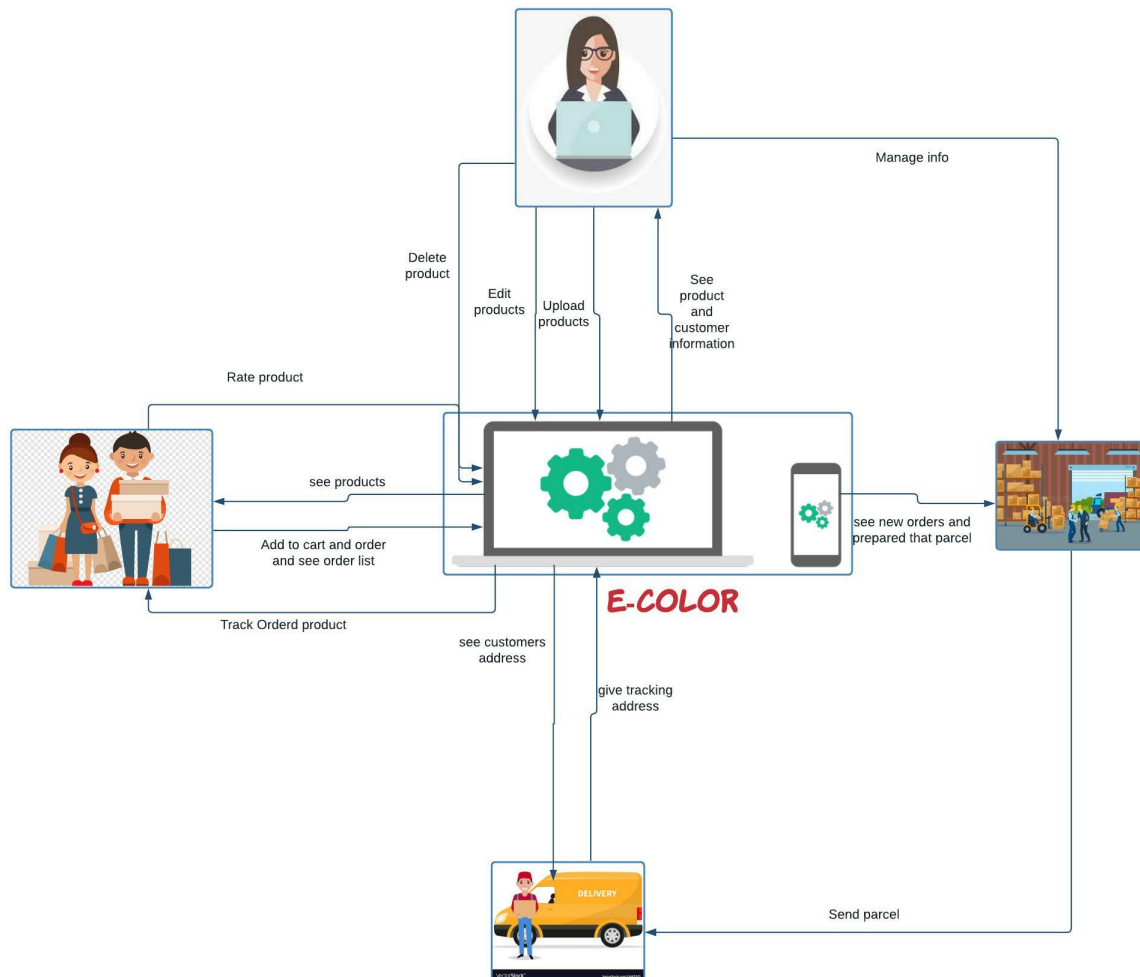 Manage info
Delete
product
Edit
products
Upload
products
See
product
and
customer
information
Rate product
see products
Add to cart and order
and see order list
see new orders and
prepared that parcel
E-COLOR
Track Orderd product
see customers
address
give tracking
address
DELIVERY
Send parcel
VectorStock